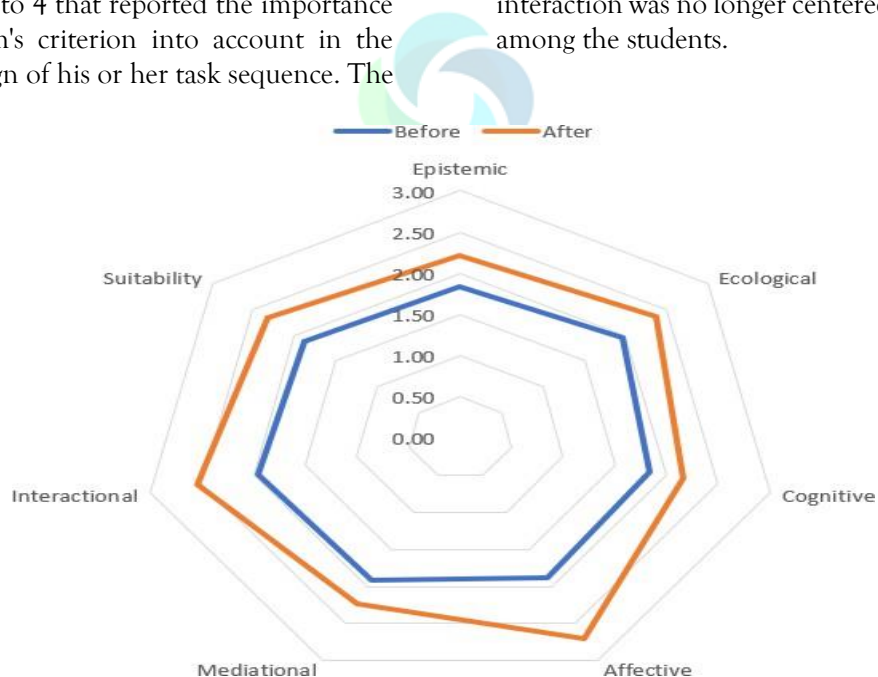 to 4 that reported the importance
n's criterion into account in the
gn of his or her task sequence. The
interaction was no longer centered
among the students.
Before After
Epistemic
3.00
2.50
Suitability
Ecological
2.00
1.50
1.00
0.50
0.00
Interactional
Cognitive
Mediational
Affective